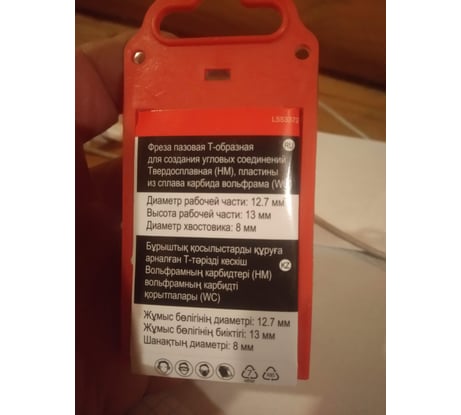 LSS3372
Фреза пазовая Т-образная
для создания угловых соединений
Твердосплавная (HM), пластины
из сплава карбида вольфрама (WC)
RU
Диаметр рабочей части: 12.7 мм
Высота рабочей части: 13 мм
Диаметр хвостовика: 8 мм
Бұрыштық қосылыстарды құруға
арналған Т-тәрізді кескіш
Вольфрамның карбидтері (HM)
вольфрамның карбидті
қорытпалары (WC)
KZ
Жұмыс бөлігінің диаметрі: 12.7 мм
Жұмыс бөлігінің биіктігі: 13 мм
Шанақтың диаметрі: 8 мм